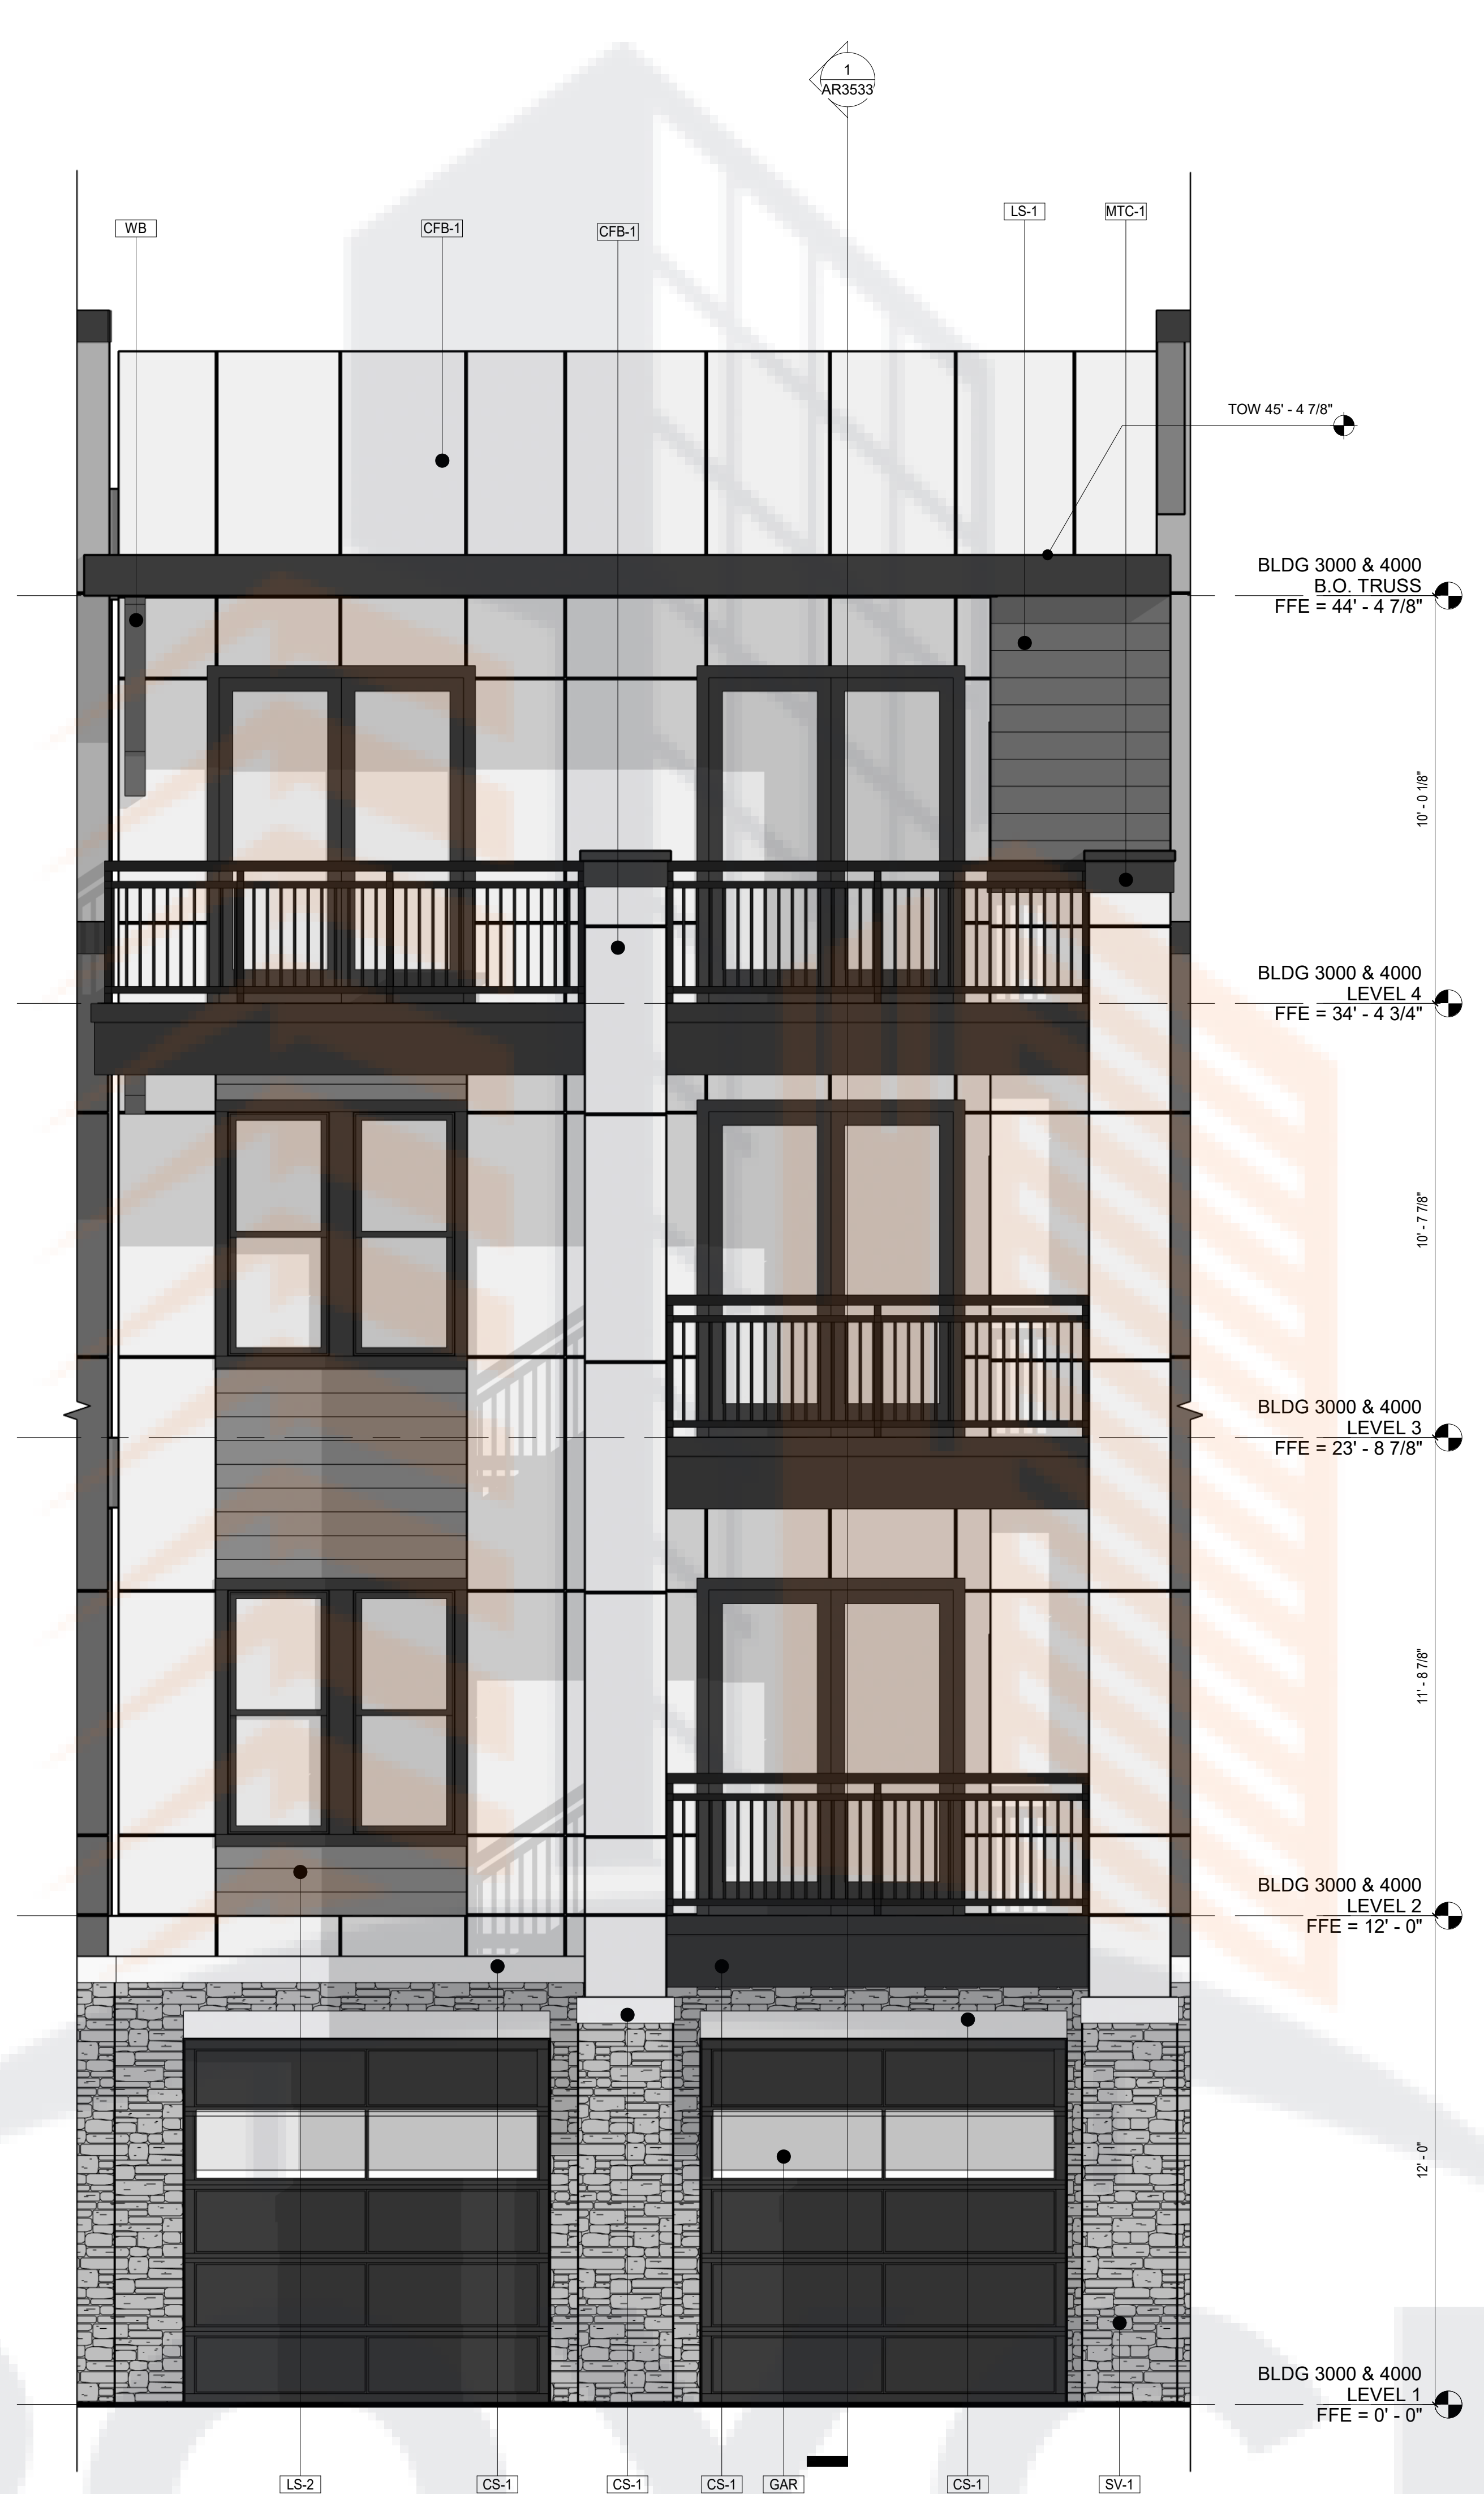 1
AR3533
LS-1
MTC-1
WB
CFB-1
CFB-1
TOW 45' - 4 7/8"
BLDG 3000 & 4000
B.O. TRUSS
FFE = 44' - 4 7/8"
10' - 0 1/8"
BLDG 3000 & 4000
LEVEL 4
FFE = 34' - 4 3/4"
10' - 7 7/8"
BLDG 3000 & 4000
LEVEL 3
FFE = 23' - 8 7/8"
11' - 8 7/8"
BLDG 3000 & 4000
LEVEL 2
FFE = 12' - 0"
12' - 0"
BLDG 3000 & 4000
LEVEL 1
FFE = 0' - 0"
LS-2
CS-1
CS-1
CS-1
GAR
CS-1
SV-1